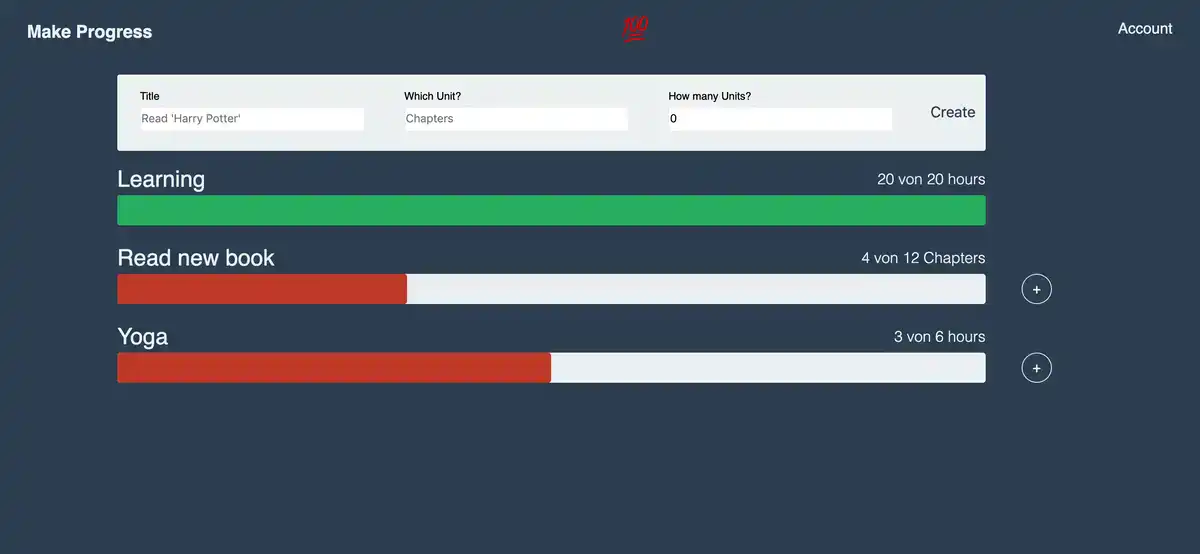 Make Progress
💯
Account
Title
Which Unit?
How many Units?
Read 'Harry Potter'
Chapters
0
Create
Learning
20 von 20 hours
Read new book
4 von 12 Chapters
+
Yoga
3 von 6 hours
+